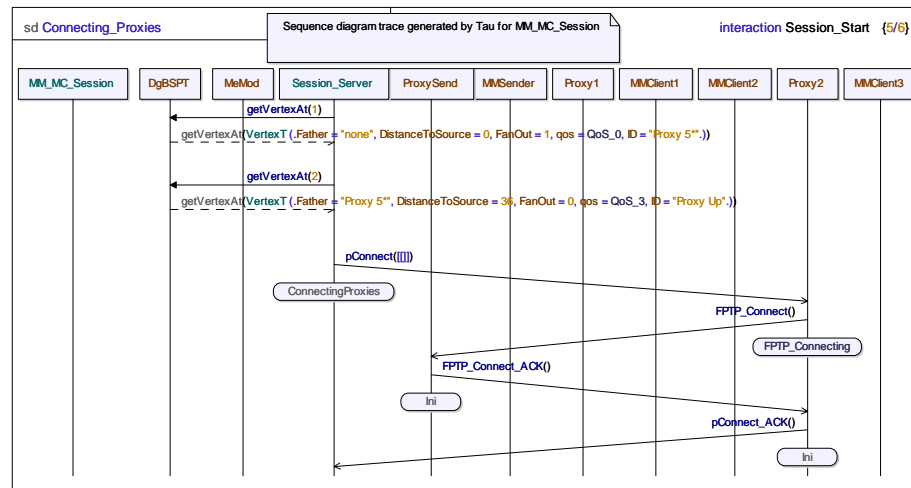 sd Connecting_Proxies
Sequence diagram trace generated by Tau for MM_MC_Session
interaction Session_Start {5/6}
MM_MC_Session DgBSPT MeMod Session_Server ProxySend MMSender Proxy1 MMClient1 MMClient2 Proxy2 MMClient3
getVertexAt(1)
getVertexAt(VertexT (.Father = "none", DistanceToSource = 0, FanOut = 1, qos = QoS_0, ID = "Proxy 5*".))
getVertexAt(2)
getVertexAt(VertexT (.Father = "Proxy 5*", DistanceToSource = 36, FanOut = 0, qos = QoS_3, ID = "Proxy Up".))
pConnect([[]])
ConnectingProxies
FPTP_Connect()
FPTP_Connecting
FPTP_Connect_ACK()
Ini
pConnect_ACK()
Ini